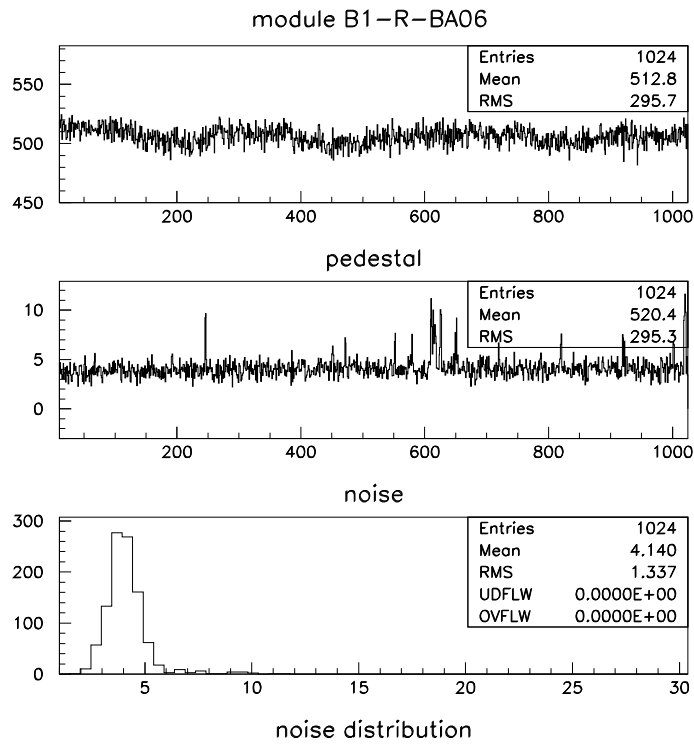 module B1-R-BA06
Entries 1024
Mean 512.8
RMS 295.7
550
500
450
200 400 600 800 1000
pedestal
Entries 1024
Mean 520.4
RMS 295.3
10
5
0
200 400 600 800 1000
noise
Entries 1024
Mean 4.140
RMS 1.337
UDFLW 0.0000E+00
OVFLW 0.0000E+00
300
200
100
0
5 10 15 20 25 30
noise distribution